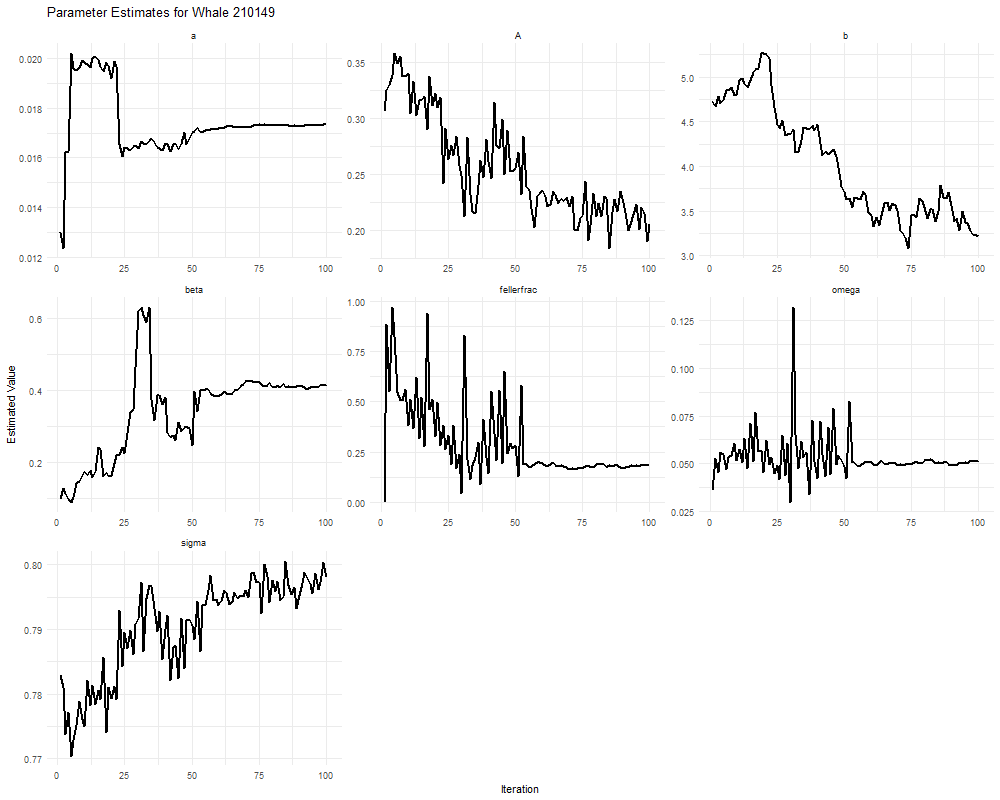 Parameter Estimates for Whale 210149
a
A
b
0.020
0.018
0.016
0.014
0.012
0 25 50 75 100
0.35
0.30
0.25
0.20
0 25 50 75 100
5.0
4.5
4.0
3.5
3.0
0 25 50 75 100
beta
fellerfrac
omega
Estimated Value
0.6
0.4
0.2
0 25 50 75 100
1.00
0.75
0.50
0.25
0.00
0 25 50 75 100
0.125
0.100
0.075
0.050
0.025
0 25 50 75 100
sigma
0.80
0.79
0.78
0.77
0 25 50 75 100
Iteration